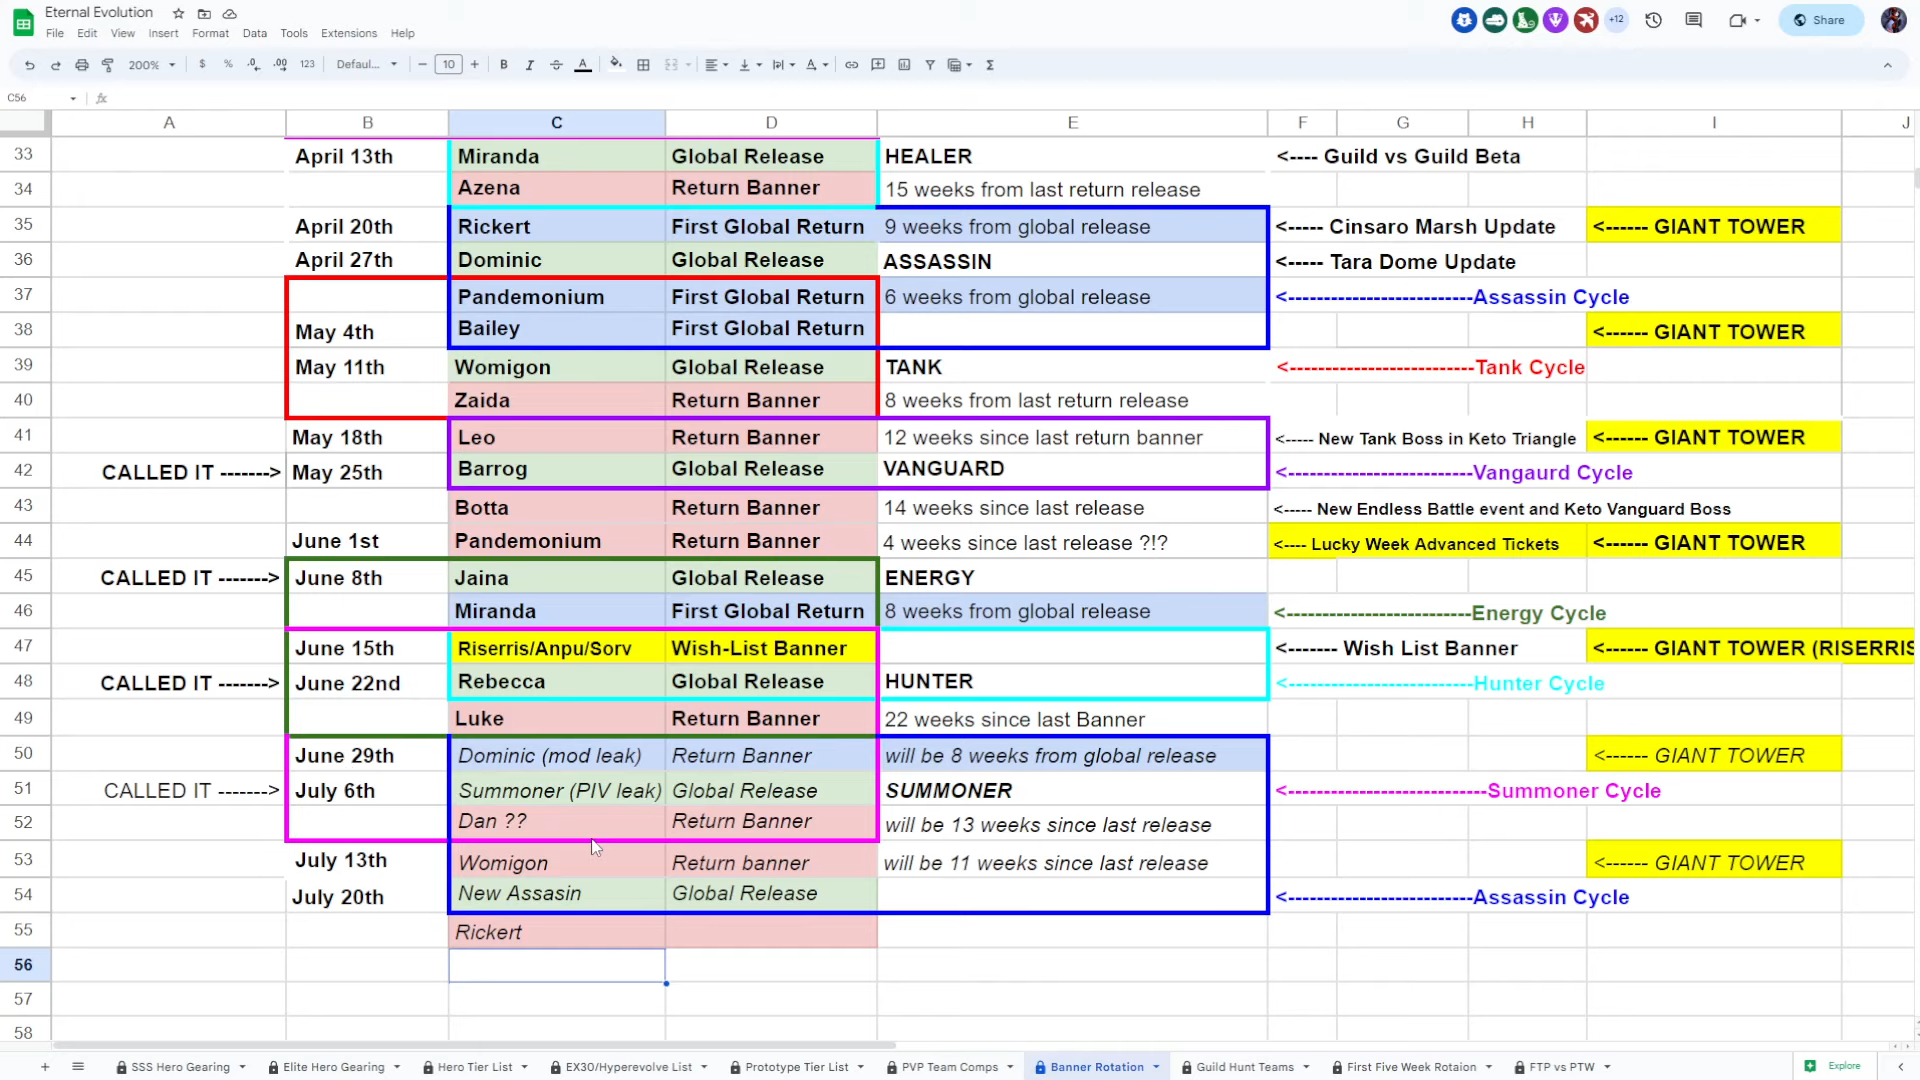 Eternal Evolution
File Edit View Insert Format Data Tools Extensions Help
+12
Share
200% $ % .0 .00 123 Defaul... − 10 + B I A Σ
C56 fx
A B C D E F G H I J
33 April 13th Miranda Global Release HEALER <---- Guild vs Guild Beta
34 Azena Return Banner 15 weeks from last return release
35 April 20th Rickert First Global Return 9 weeks from global release <----- Cinsaro Marsh Update <------ GIANT TOWER
36 April 27th Dominic Global Release ASSASSIN <----- Tara Dome Update
37 Pandemonium First Global Return 6 weeks from global release <--------------------------Assassin Cycle
38 May 4th Bailey First Global Return <------ GIANT TOWER
39 May 11th Womigon Global Release TANK <--------------------------Tank Cycle
40 Zaida Return Banner 8 weeks from last return release
41 May 18th Leo Return Banner 12 weeks since last return banner <----- New Tank Boss in Keto Triangle <------ GIANT TOWER
42 CALLED IT -------> May 25th Barrog Global Release VANGUARD <--------------------------Vangaurd Cycle
43 Botta Return Banner 14 weeks since last release <----- New Endless Battle event and Keto Vanguard Boss
44 June 1st Pandemonium Return Banner 4 weeks since last release ?!? <---- Lucky Week Advanced Tickets <------ GIANT TOWER
45 CALLED IT -------> June 8th Jaina Global Release ENERGY
46 Miranda First Global Return 8 weeks from global release <--------------------------Energy Cycle
47 June 15th Riserris/Anpu/Sorv Wish-List Banner <------- Wish List Banner <------ GIANT TOWER (RISERRIS
48 CALLED IT -------> June 22nd Rebecca Global Release HUNTER <--------------------------Hunter Cycle
49 Luke Return Banner 22 weeks since last Banner
50 June 29th Dominic (mod leak) Return Banner will be 8 weeks from global release <------ GIANT TOWER
51 CALLED IT -------> July 6th Summoner (PIV leak) Global Release SUMMONER <---------------------------Summoner Cycle
52 Dan ?? Return Banner will be 13 weeks since last release
53 July 13th Womigon Return banner will be 11 weeks since last release <------ GIANT TOWER
54 July 20th New Assasin Global Release <--------------------------Assassin Cycle
55 Rickert
56
57
58
+ SSS Hero Gearing Elite Hero Gearing Hero Tier List EX30/Hyperevolve List Prototype Tier List PVP Team Comps Banner Rotation Guild Hunt Teams First Five Week Rotaion FTP vs PTW Explore